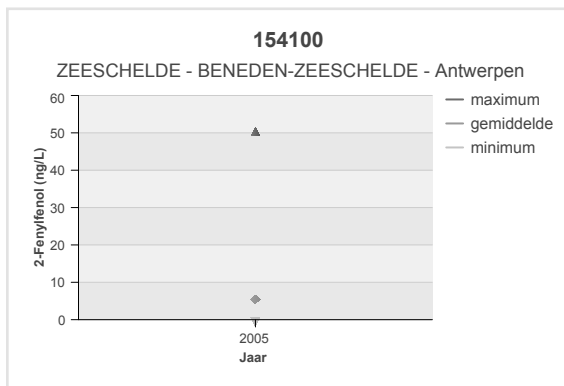 154100
ZEESCHELDE - BENEDEN-ZEESCHELDE - Antwerpen
maximum
gemiddelde
minimum
2-Fenylfenol (ng/L)
60
50
40
30
20
10
0
2005
Jaar